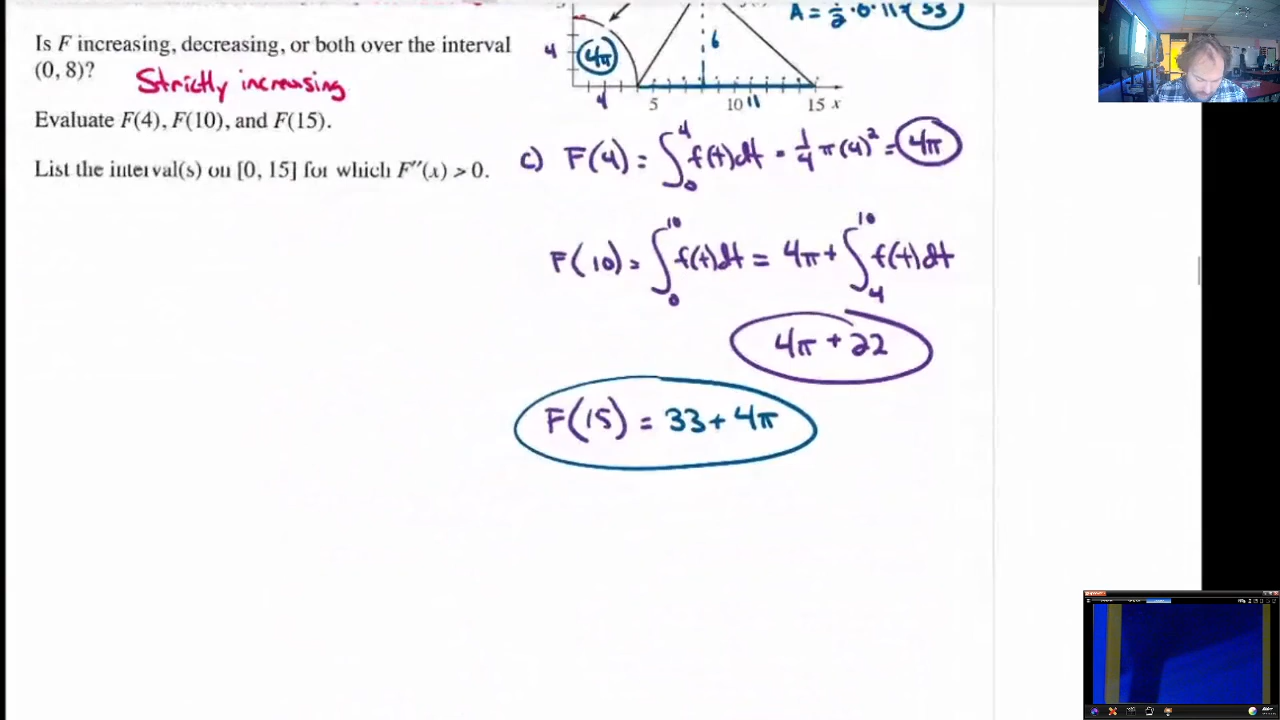 A = 1/2 · 6 · 11 = 33
Is F increasing, decreasing, or both over the interval
(0, 8)? Strictly increasing
Evaluate F(4), F(10), and F(15).
List the interval(s) on [0, 15] for which F''(x) > 0.
4 4π 6
4 5 10 11 15 x
c) F(4) = ∫₀⁴ f(t)dt = 1/4 π(4)² = 4π
F(10) = ∫₀¹⁰ f(t)dt = 4π + ∫₄¹⁰ f(t)dt
4π + 22
F(15) = 33 + 4π